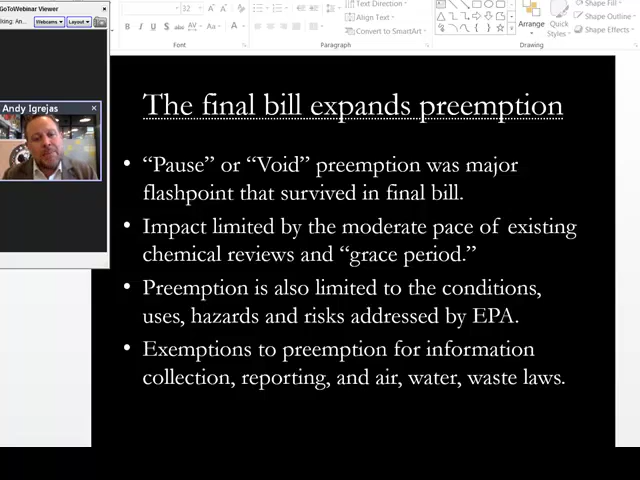 GoToWebinar Viewer
lking: An...
Webcams
Layout
Andy Igrejas
32
Font
Paragraph
Text Direction
Align Text
Convert to SmartArt
Arrange
Quick
Styles
Shape Fill
Shape Outline
Shape Effects
Drawing
The final bill expands preemption
• “Pause” or “Void” preemption was major
flashpoint that survived in final bill.
• Impact limited by the moderate pace of existing
chemical reviews and “grace period.”
• Preemption is also limited to the conditions,
uses, hazards and risks addressed by EPA.
• Exemptions to preemption for information
collection, reporting, and air, water, waste laws.